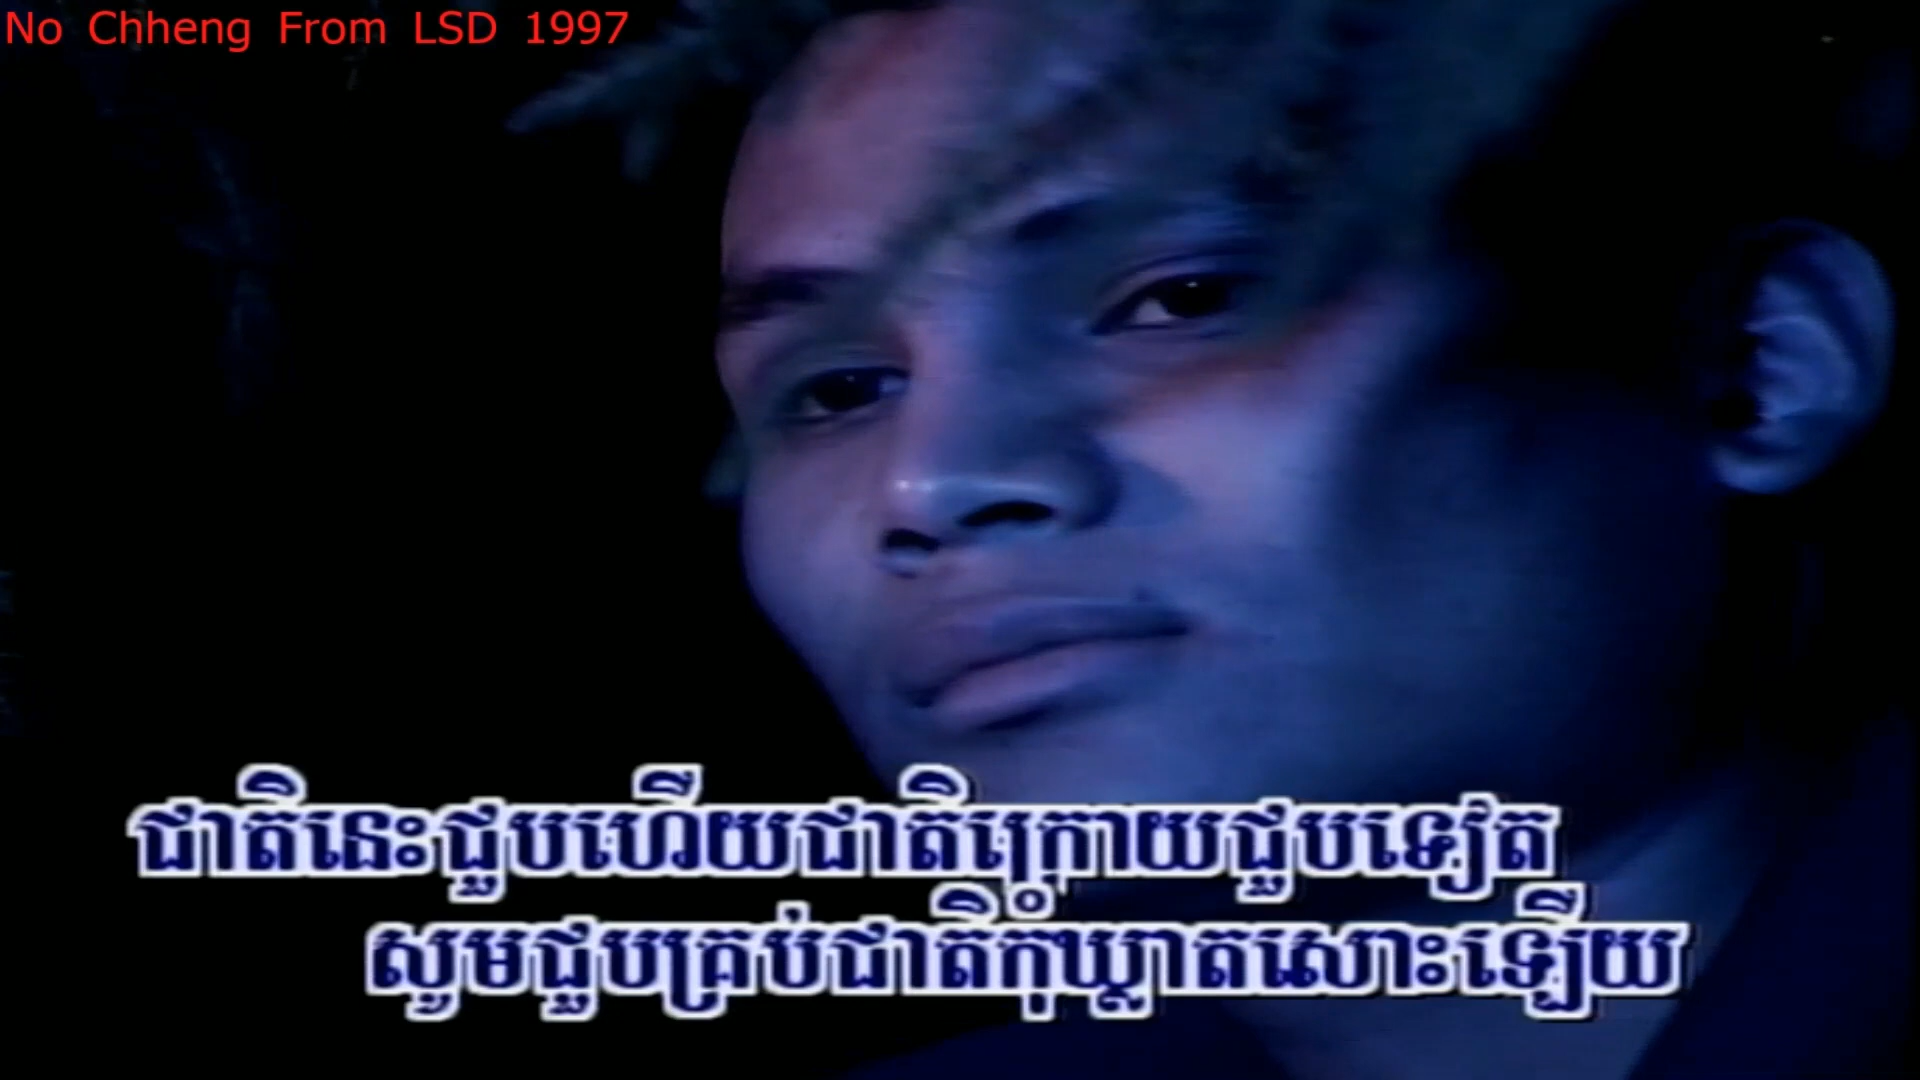 No Chheng From LSD 1997
ជាតិនេះជួបហើយជាតិក្រោយជួបទៀត
សូមជួបគ្រប់ជាតិកុំឃ្លាតសោះឡើយ